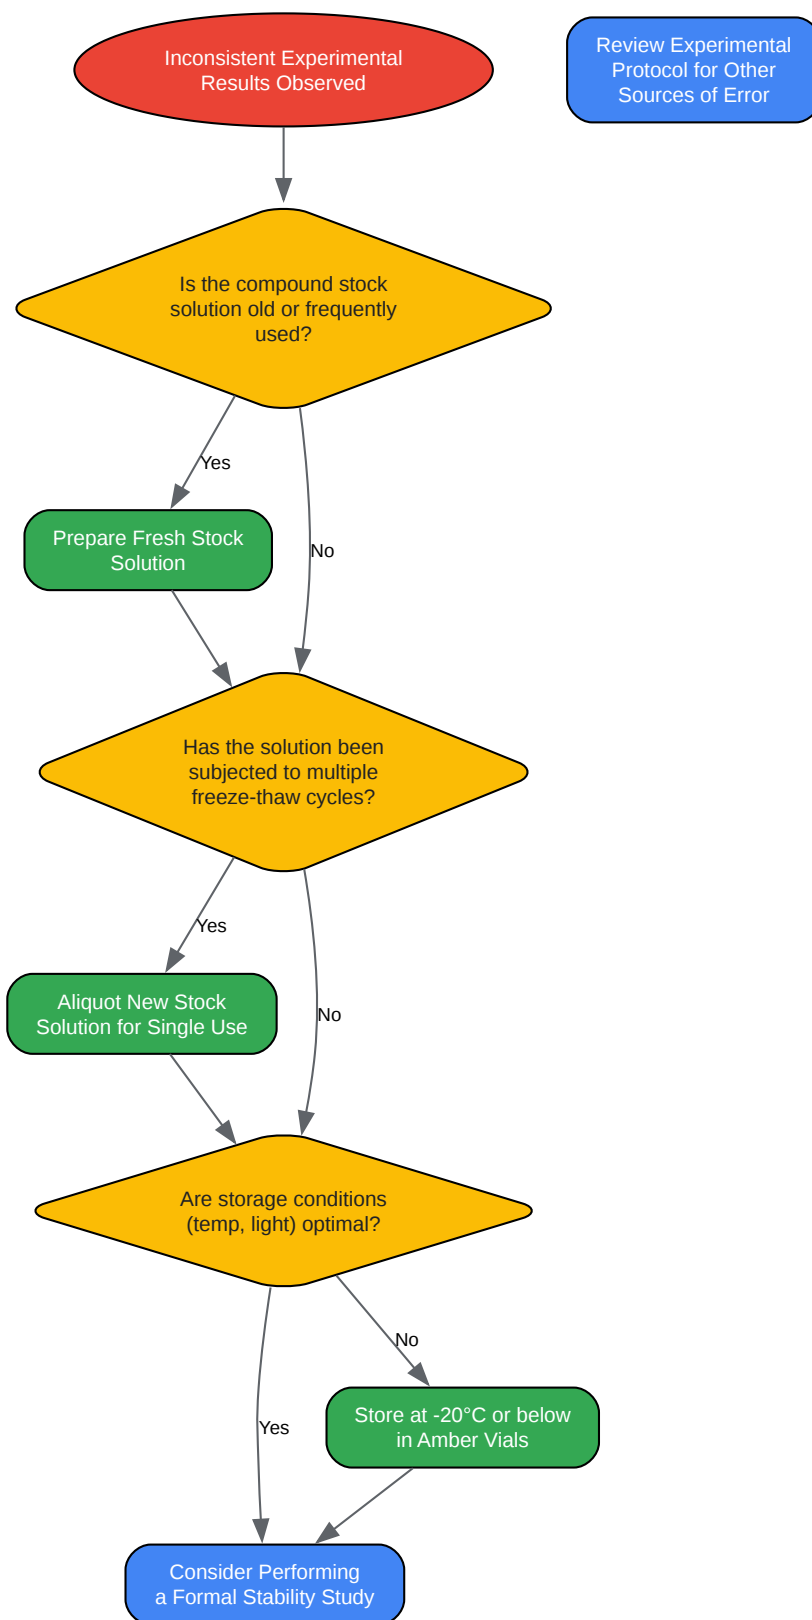 Inconsistent Experimental
Results Observed
Review Experimental
Protocol for Other
Sources of Error
Is the compound stock
solution old or frequently
used?
Yes
No
Prepare Fresh Stock
Solution
Has the solution been
subjected to multiple
freeze-thaw cycles?
Yes
No
Aliquot New Stock
Solution for Single Use
Are storage conditions
(temp, light) optimal?
No
Yes
Store at -20°C or below
in Amber Vials
Consider Performing
a Formal Stability Study